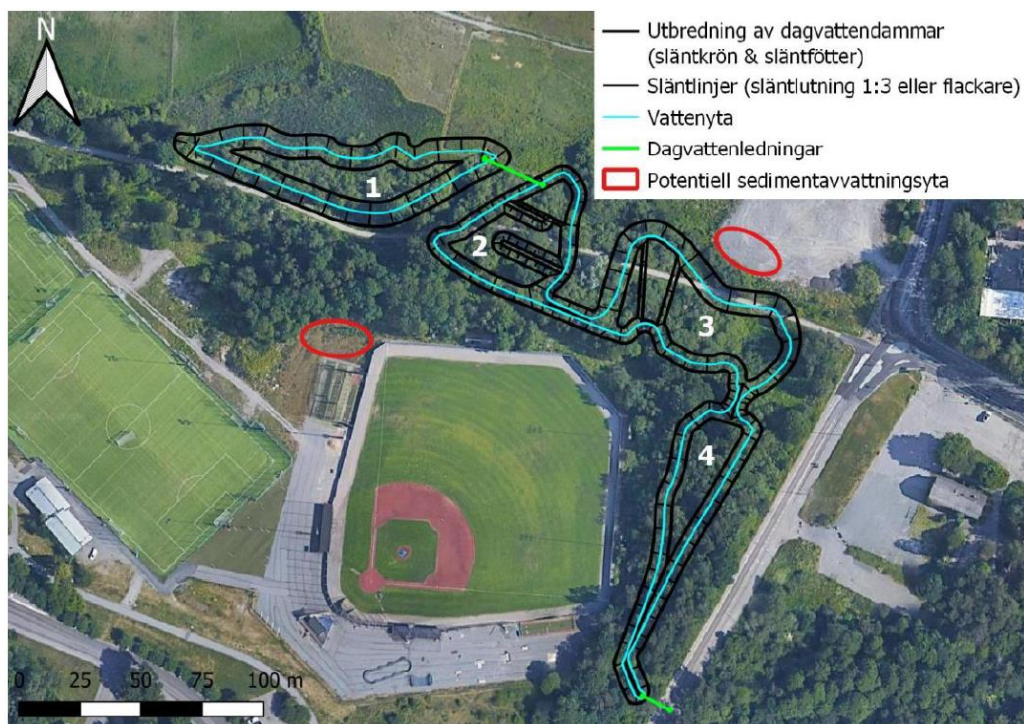 N
Utbredning av dagvattendammar
(släntkrön & släntfötter)
Släntlinjer (släntlutning 1:3 eller flackare)
Vattenyta
Dagvattenledningar
Potentiell sedimentavvattningsyta
1
2
3
4
0 25 50 75 100 m